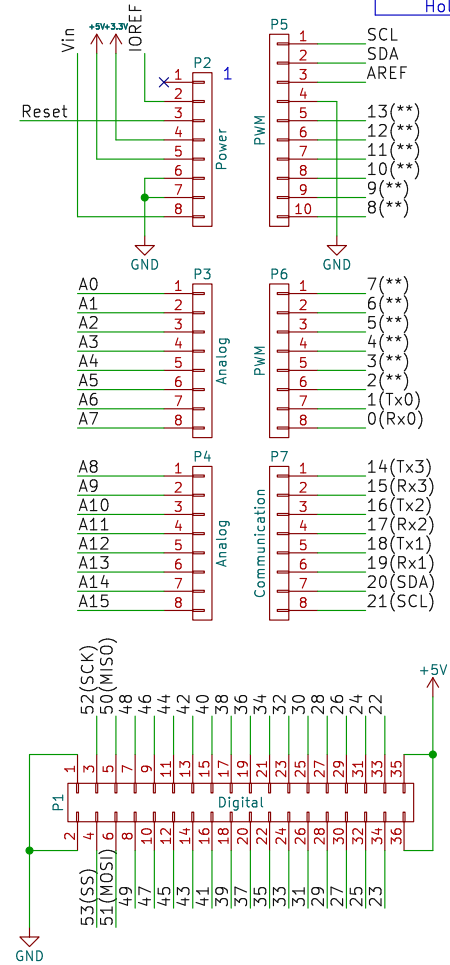 Hol
+5V
+3.3V
Vin
IOREF
Reset
P2
1
1
2
3
4
5
6
7
8
Power
GND
P5
1 SCL
2 SDA
3 AREF
4
5 13(**)
6 12(**)
7 11(**)
8 10(**)
9 9(**)
10 8(**)
PWM
GND
P3
A0 1
A1 2
A2 3
A3 4
A4 5
A5 6
A6 7
A7 8
Analog
P6
1 7(**)
2 6(**)
3 5(**)
4 4(**)
5 3(**)
6 2(**)
7 1(Tx0)
8 0(Rx0)
PWM
P4
A8 1
A9 2
A10 3
A11 4
A12 5
A13 6
A14 7
A15 8
Analog
P7
1 14(Tx3)
2 15(Rx3)
3 16(Tx2)
4 17(Rx2)
5 18(Tx1)
6 19(Rx1)
7 20(SDA)
8 21(SCL)
Communication
+5V
52(SCK) 50(MISO) 48 46 44 42 40 38 36 34 32 30 28 26 24 22
1 3 5 7 9 11 13 15 17 19 21 23 25 27 29 31 33 35
P1
Digital
2 4 6 8 10 12 14 16 18 20 22 24 26 28 30 32 34 36
53(SS) 51(MOSI) 49 47 45 43 41 39 37 35 33 31 29 27 25 23
GND